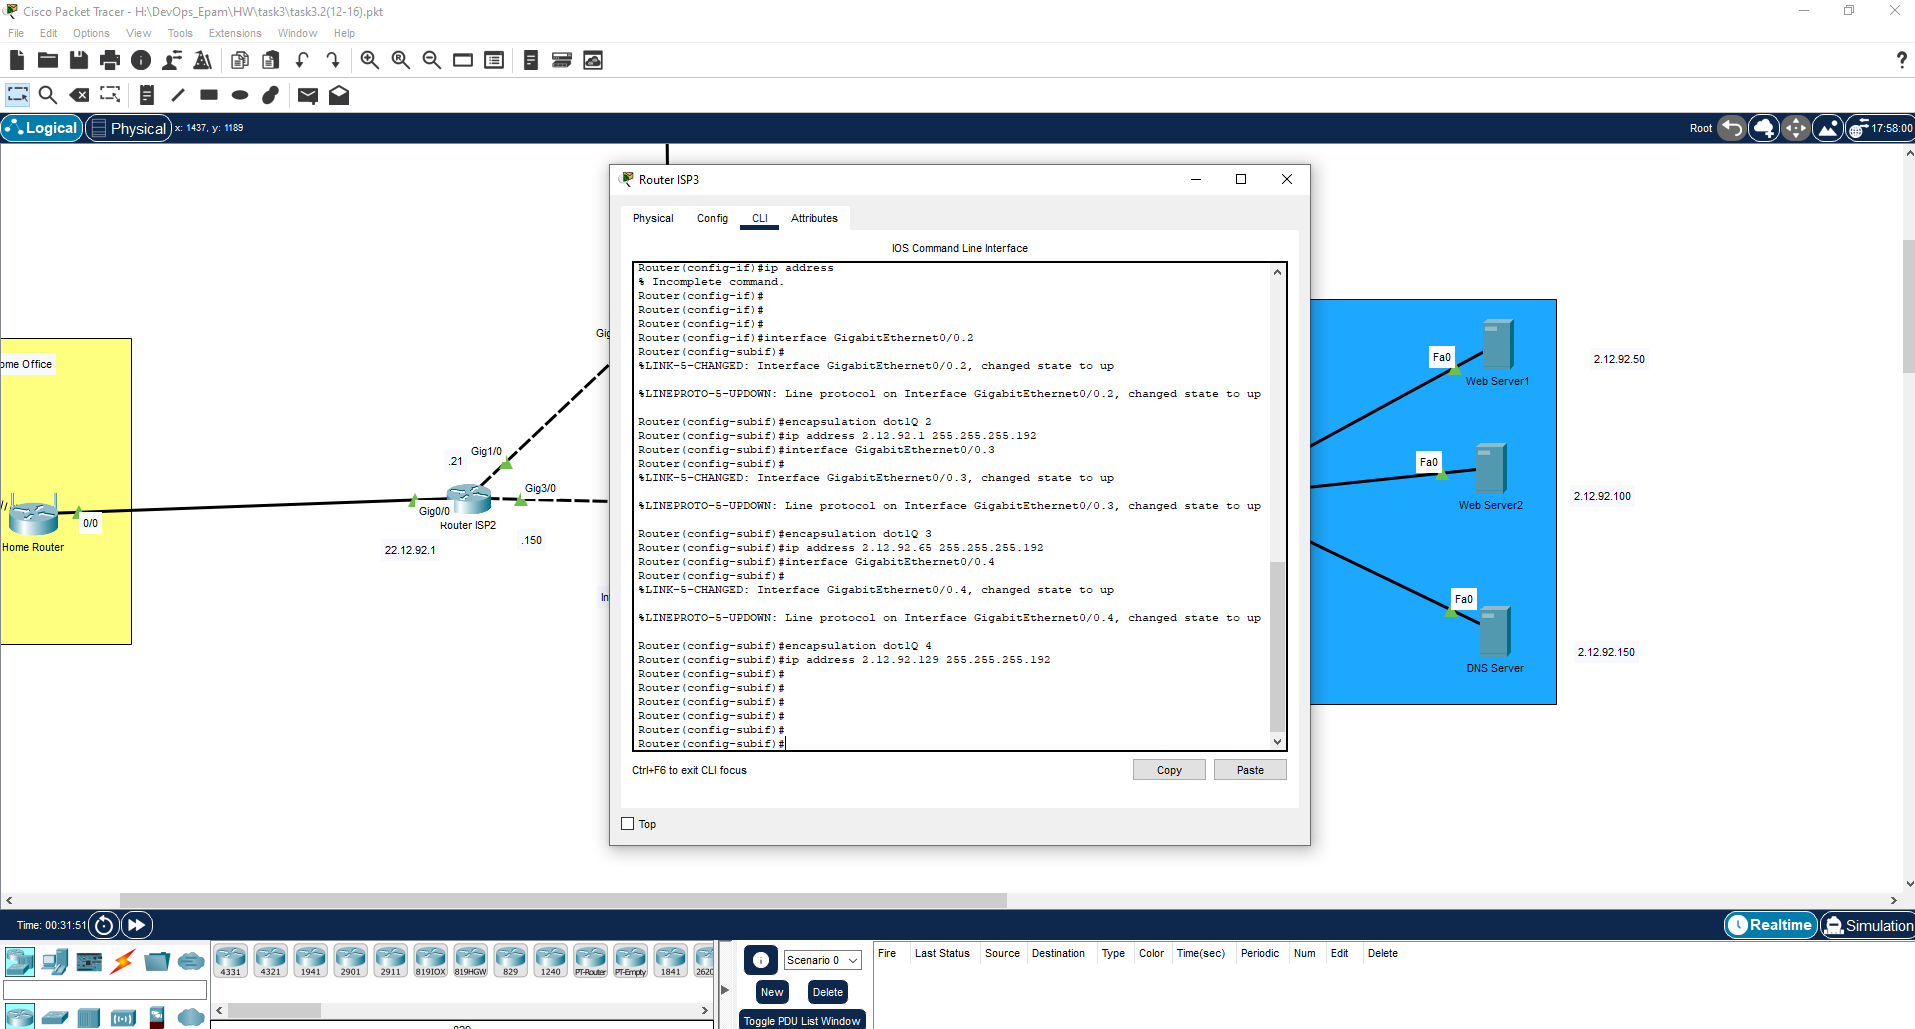 Cisco Packet Tracer - H:\DevOps_Epam\HW\task3\task3.2(12-16).pkt
File Edit Options View Tools Extensions Window Help
?
Logical Physical x: 1437, y: 1189 Root 17:58:00
Router ISP3
Physical Config CLI Attributes
IOS Command Line Interface
Router(config-if)#ip address
% Incomplete command.
Router(config-if)#
Router(config-if)#
Router(config-if)#
Router(config-if)#interface GigabitEthernet0/0.2
Router(config-subif)#
%LINK-5-CHANGED: Interface GigabitEthernet0/0.2, changed state to up
%LINEPROTO-5-UPDOWN: Line protocol on Interface GigabitEthernet0/0.2, changed state to up
Router(config-subif)#encapsulation dot1Q 2
Router(config-subif)#ip address 2.12.92.1 255.255.255.192
Router(config-subif)#interface GigabitEthernet0/0.3
Router(config-subif)#
%LINK-5-CHANGED: Interface GigabitEthernet0/0.3, changed state to up
%LINEPROTO-5-UPDOWN: Line protocol on Interface GigabitEthernet0/0.3, changed state to up
Router(config-subif)#encapsulation dot1Q 3
Router(config-subif)#ip address 2.12.92.65 255.255.255.192
Router(config-subif)#interface GigabitEthernet0/0.4
Router(config-subif)#
%LINK-5-CHANGED: Interface GigabitEthernet0/0.4, changed state to up
%LINEPROTO-5-UPDOWN: Line protocol on Interface GigabitEthernet0/0.4, changed state to up
Router(config-subif)#encapsulation dot1Q 4
Router(config-subif)#ip address 2.12.92.129 255.255.255.192
Router(config-subif)#
Router(config-subif)#
Router(config-subif)#
Router(config-subif)#
Router(config-subif)#
Router(config-subif)#
Ctrl+F6 to exit CLI focus
Copy Paste
Top
ome Office
0/0
Home Router
Gig
.21
Gig1/0
Gig3/0
Gig0/0
Router ISP2
22.12.92.1
.150
In
Fa0
Web Server1
2.12.92.50
Fa0
Web Server2
2.12.92.100
Fa0
DNS Server
2.12.92.150
Time: 00:31:51
Realtime Simulation
4331 4321 1941 2901 2911 819IOX 819HGW 829 1240 PT-Router PT-Empty 1841 2620
Scenario 0
New Delete
Toggle PDU List Window
Fire Last Status Source Destination Type Color Time(sec) Periodic Num Edit Delete